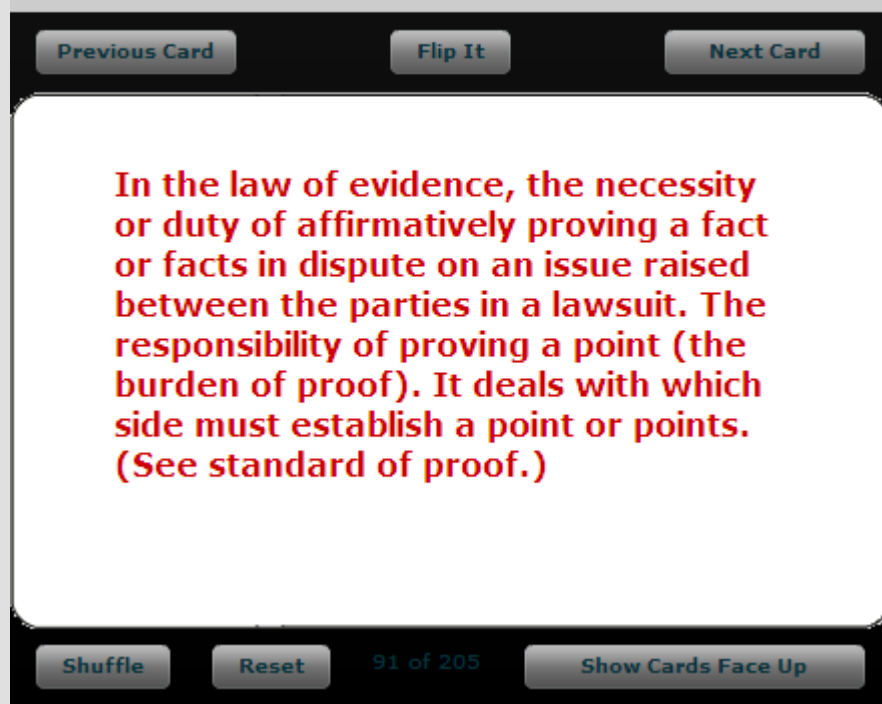 Previous Card
Flip It
Next Card
In the law of evidence, the necessity
or duty of affirmatively proving a fact
or facts in dispute on an issue raised
between the parties in a lawsuit. The
responsibility of proving a point (the
burden of proof). It deals with which
side must establish a point or points.
(See standard of proof.)
Shuffle
Reset
91 of 205
Show Cards Face Up